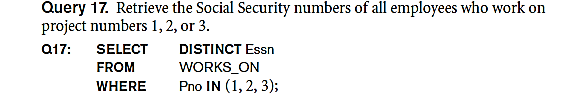 Query 17. Retrieve the Social Security numbers of all employees who work on
project numbers 1, 2, or 3.
Q17: SELECT DISTINCT Essn
FROM WORKS_ON
WHERE Pno IN (1, 2, 3);